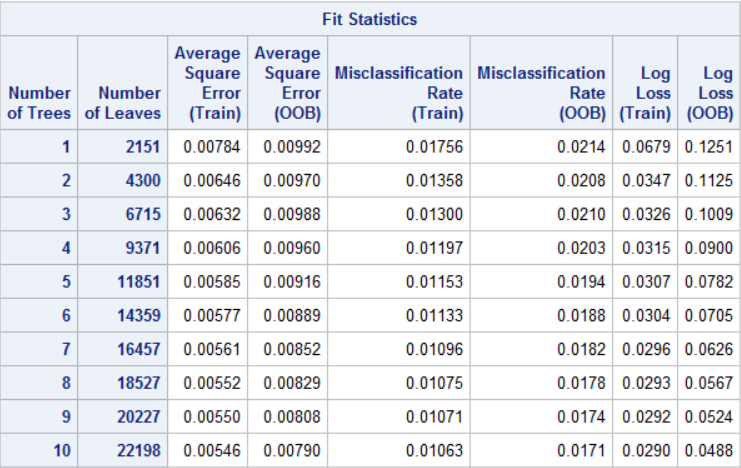 Fit Statistics
Number of Trees Number of Leaves Average Square Error (Train) Average Square Error (OOB) Misclassification Rate (Train) Misclassification Rate (OOB) Log Loss (Train) Log Loss (OOB)
1 2151 0.00784 0.00992 0.01756 0.0214 0.0679 0.1251
2 4300 0.00646 0.00970 0.01358 0.0208 0.0347 0.1125
3 6715 0.00632 0.00988 0.01300 0.0210 0.0326 0.1009
4 9371 0.00606 0.00960 0.01197 0.0203 0.0315 0.0900
5 11851 0.00585 0.00916 0.01153 0.0194 0.0307 0.0782
6 14359 0.00577 0.00889 0.01133 0.0188 0.0304 0.0705
7 16457 0.00561 0.00852 0.01096 0.0182 0.0296 0.0626
8 18527 0.00552 0.00829 0.01075 0.0178 0.0293 0.0567
9 20227 0.00550 0.00808 0.01071 0.0174 0.0292 0.0524
10 22198 0.00546 0.00790 0.01063 0.0171 0.0290 0.0488